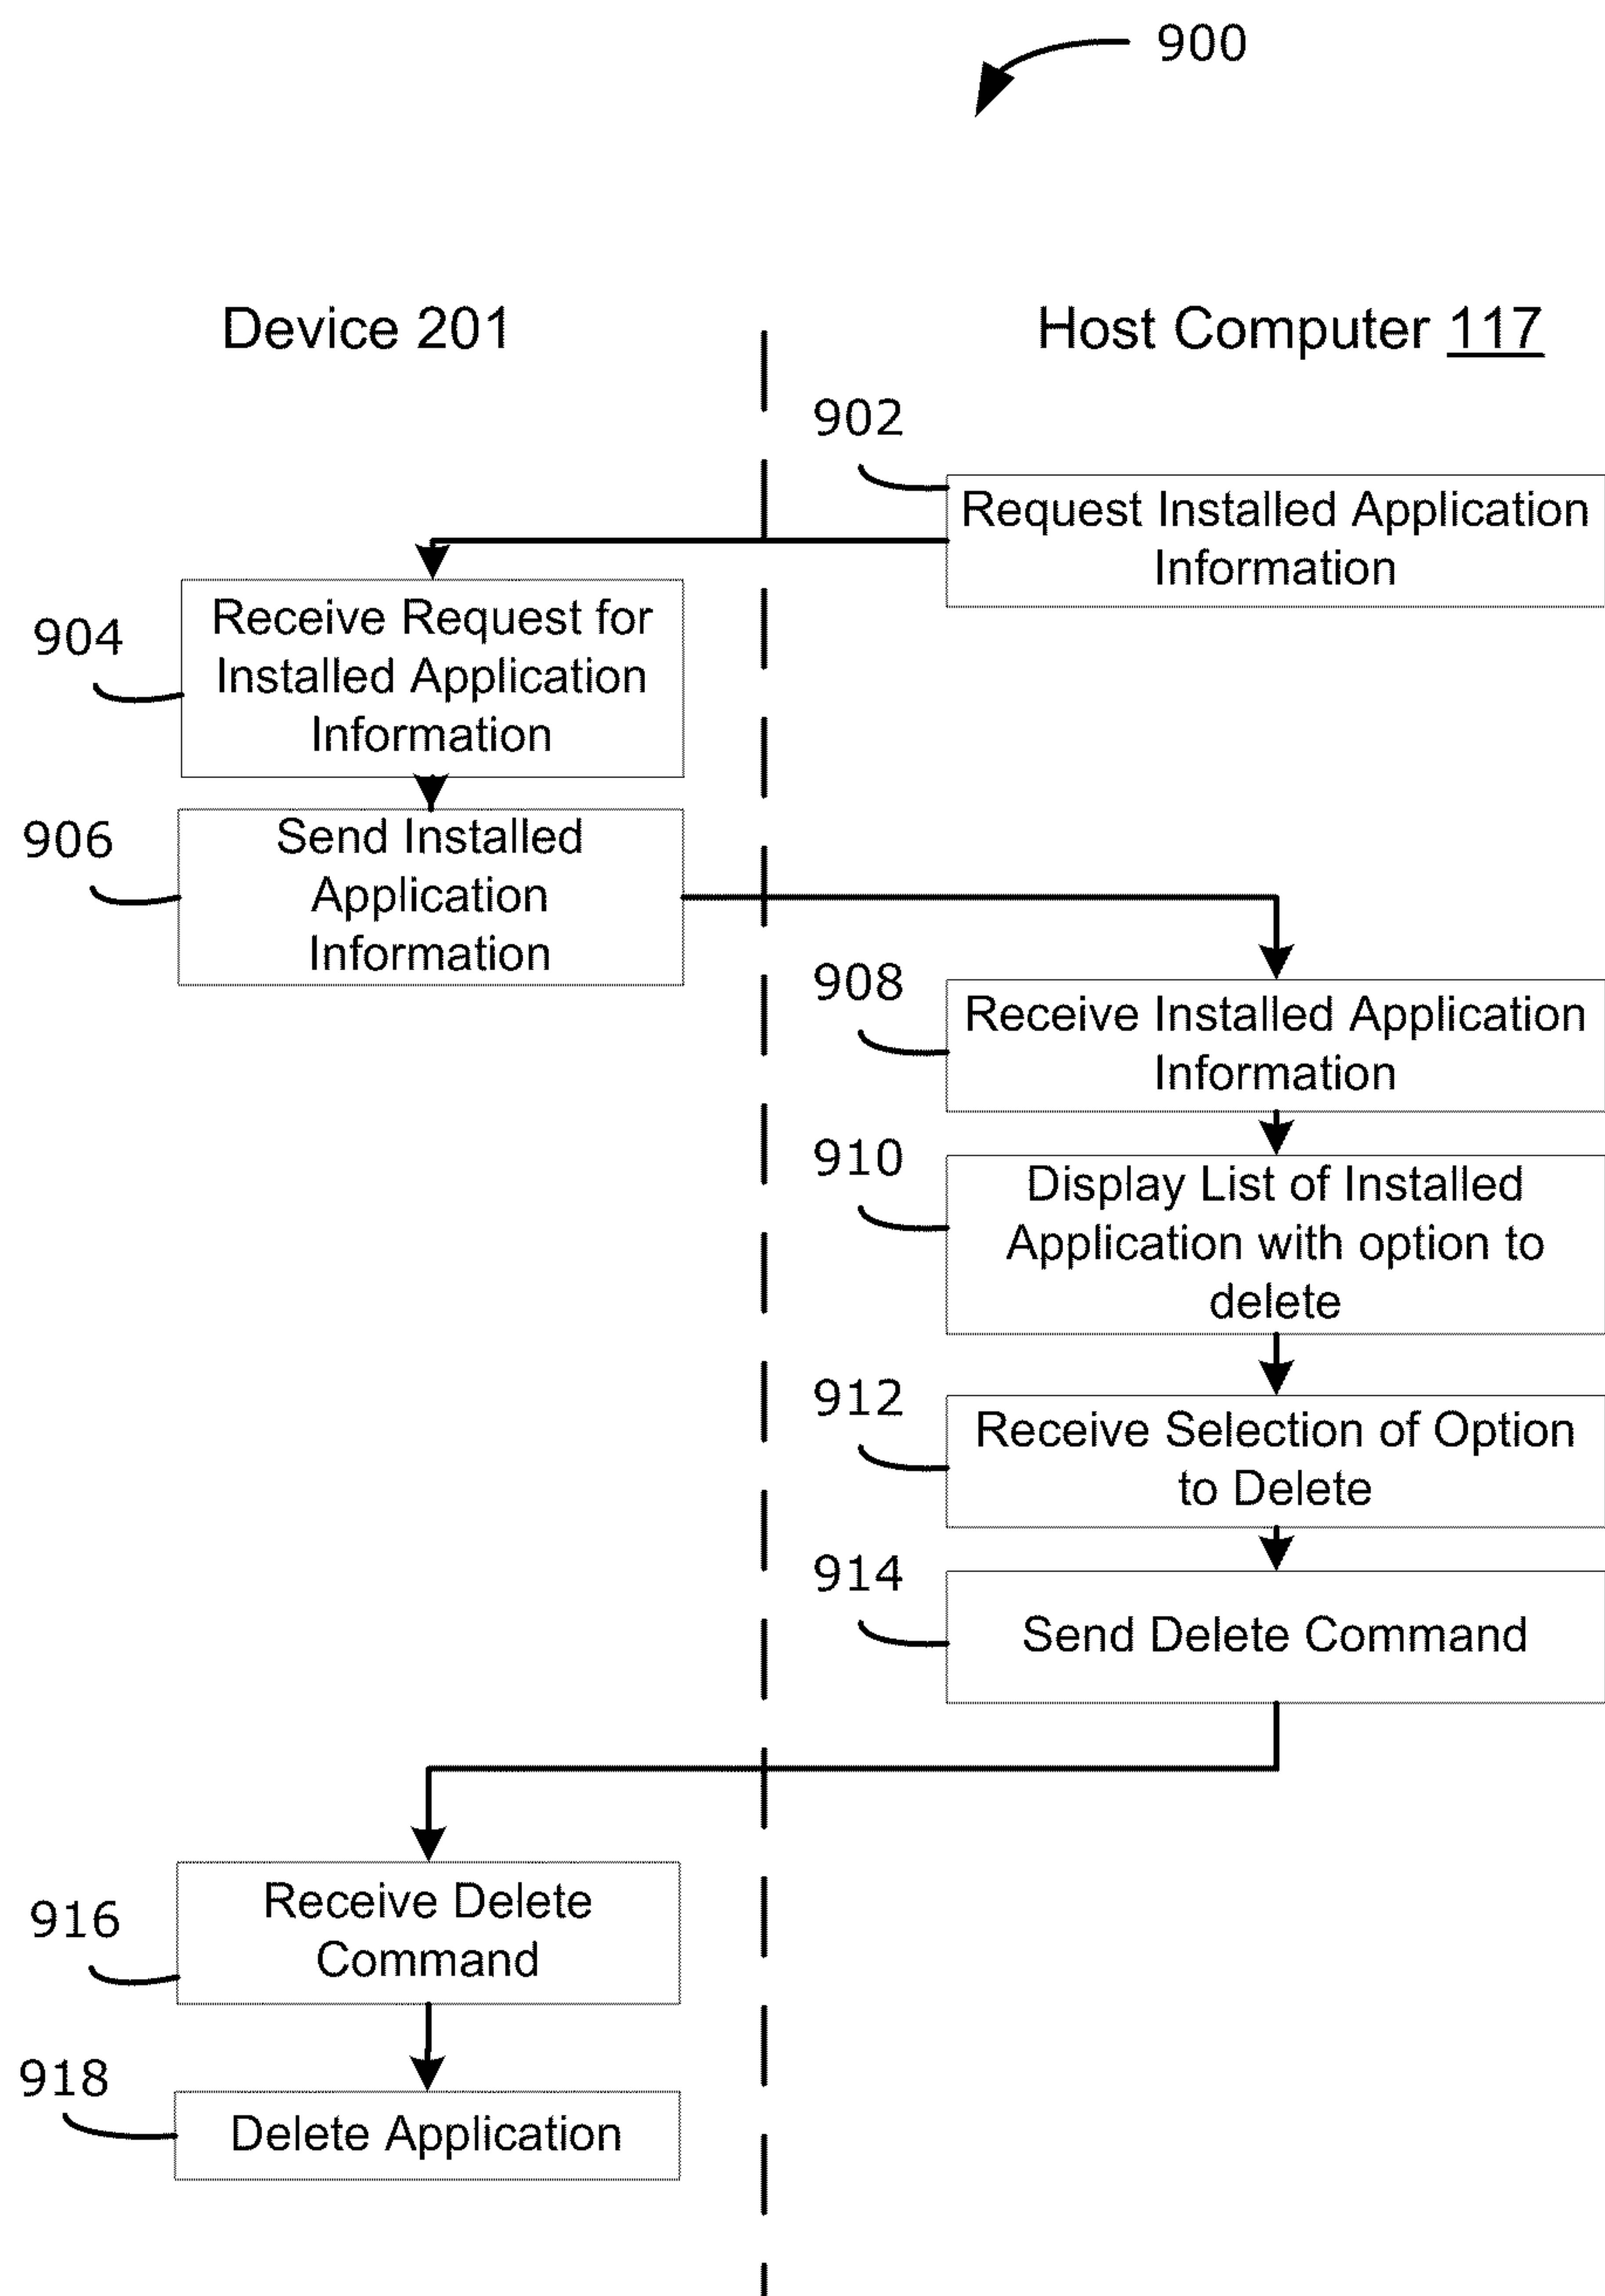 900
Device 201
Host Computer 117
902
Request Installed Application
Information
904
Receive Request for
Installed Application
Information
906
Send Installed
Application
Information
908
Receive Installed Application
Information
910
Display List of Installed
Application with option to
delete
912
Receive Selection of Option
to Delete
914
Send Delete Command
916
Receive Delete
Command
918
Delete Application